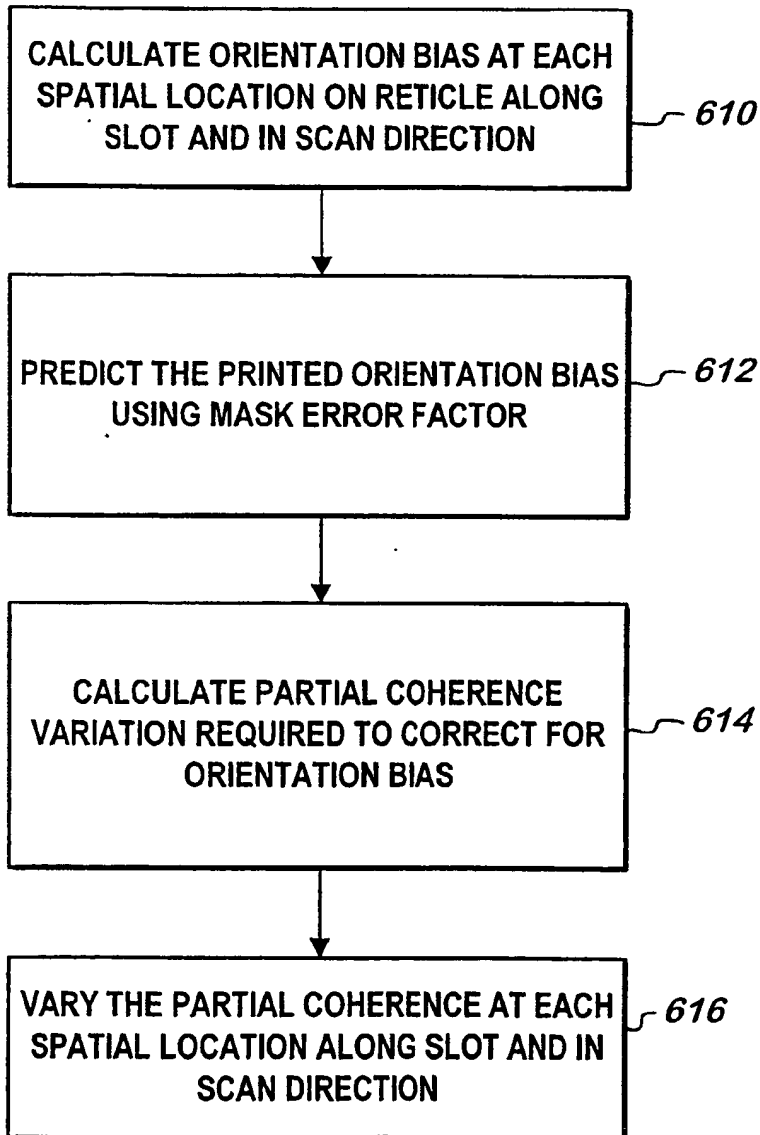 CALCULATE ORIENTATION BIAS AT EACH
SPATIAL LOCATION ON RETICLE ALONG
SLOT AND IN SCAN DIRECTION
610
PREDICT THE PRINTED ORIENTATION BIAS
USING MASK ERROR FACTOR
612
CALCULATE PARTIAL COHERENCE
VARIATION REQUIRED TO CORRECT FOR
ORIENTATION BIAS
614
VARY THE PARTIAL COHERENCE AT EACH
SPATIAL LOCATION ALONG SLOT AND IN
SCAN DIRECTION
616